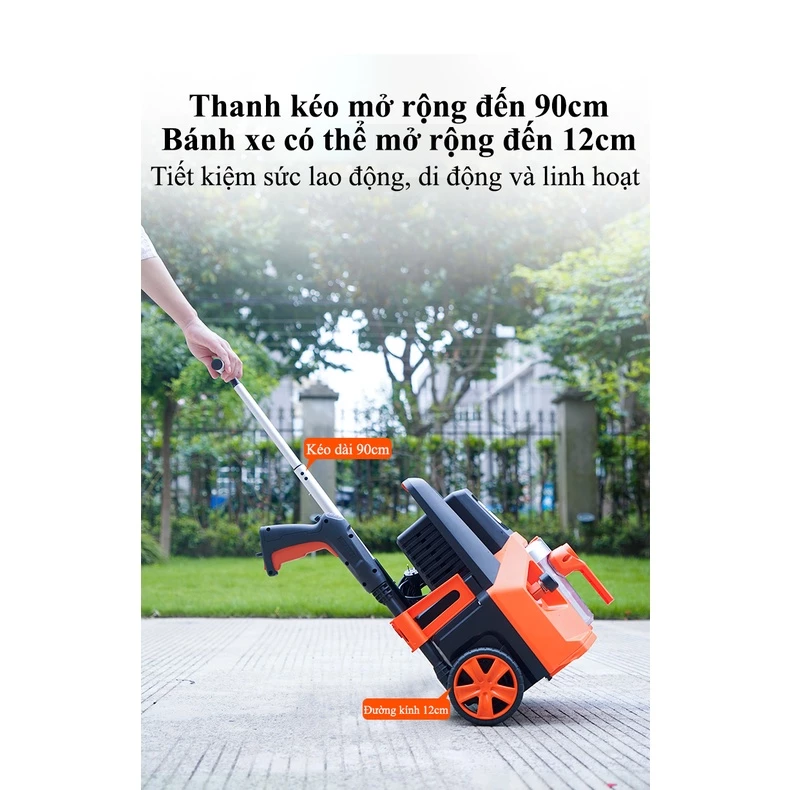 Thanh kéo mở rộng đến 90cm
Bánh xe có thể mở rộng đến 12cm
Tiết kiệm sức lao động, di động và linh hoạt
Kéo dài 90cm
Đường kính 12cm